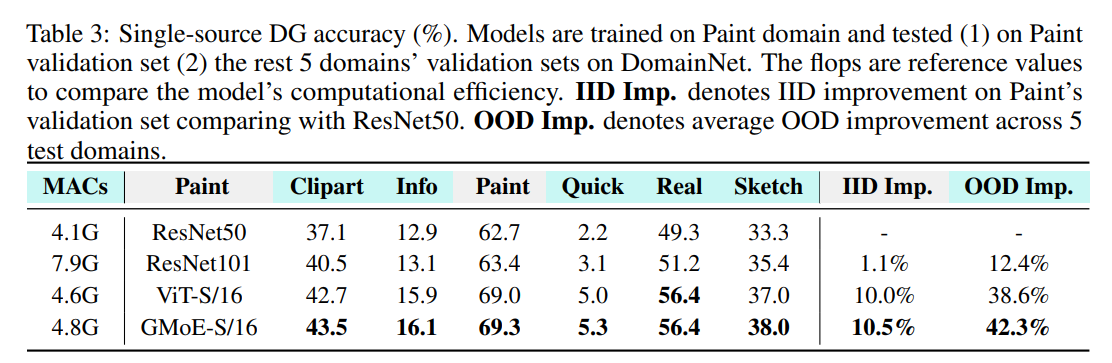 Table 3: Single-source DG accuracy (%). Models are trained on Paint domain and tested (1) on Paint
validation set (2) the rest 5 domains' validation sets on DomainNet. The flops are reference values
to compare the model's computational efficiency. IID Imp. denotes IID improvement on Paint's
validation set comparing with ResNet50. OOD Imp. denotes average OOD improvement across 5
test domains.
MACs Paint Clipart Info Paint Quick Real Sketch IID Imp. OOD Imp.
4.1G ResNet50 37.1 12.9 62.7 2.2 49.3 33.3 - -
7.9G ResNet101 40.5 13.1 63.4 3.1 51.2 35.4 1.1% 12.4%
4.6G ViT-S/16 42.7 15.9 69.0 5.0 56.4 37.0 10.0% 38.6%
4.8G GMoE-S/16 43.5 16.1 69.3 5.3 56.4 38.0 10.5% 42.3%